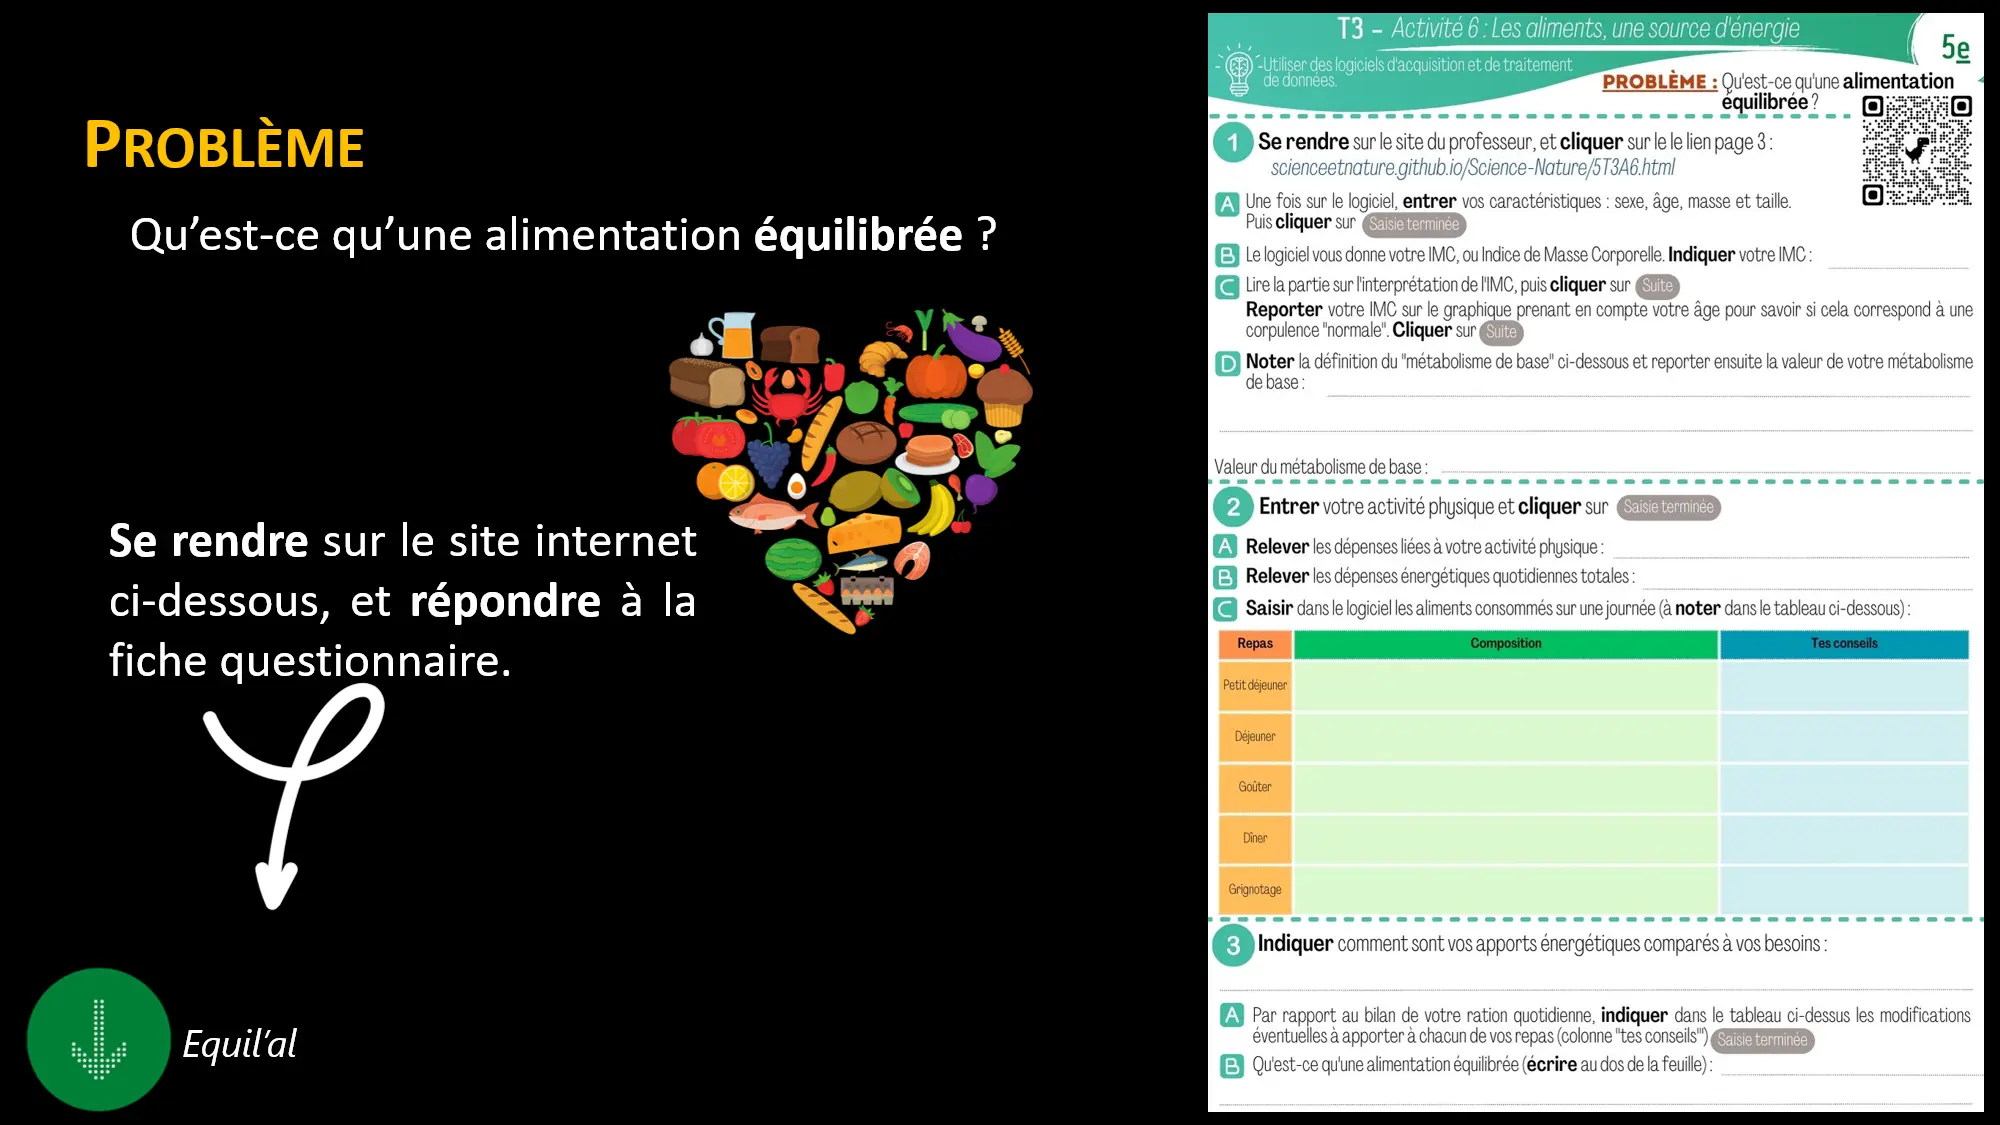 PROBLÈME
Qu’est-ce qu’une alimentation équilibrée ?
Se rendre sur le site internet
ci-dessous, et répondre à la
fiche questionnaire.
Equil’al
T3 – Activité 6 : Les aliments, une source d'énergie
5e
-Utiliser des logiciels d'acquisition et de traitement
de données.
PROBLÈME : Qu'est-ce qu'une alimentation
équilibrée ?
1 Se rendre sur le site du professeur, et cliquer sur le le lien page 3 :
scienceetnature.github.io/Science-Nature/5T3A6.html
A Une fois sur le logiciel, entrer vos caractéristiques : sexe, âge, masse et taille.
Puis cliquer sur Saisie terminée
B Le logiciel vous donne votre IMC, ou Indice de Masse Corporelle. Indiquer votre IMC :
C Lire la partie sur l'interprétation de l'IMC, puis cliquer sur Suite
Reporter votre IMC sur le graphique prenant en compte votre âge pour savoir si cela correspond à une
corpulence "normale". Cliquer sur Suite
D Noter la définition du "métabolisme de base" ci-dessous et reporter ensuite la valeur de votre métabolisme
de base :
Valeur du métabolisme de base :
2 Entrer votre activité physique et cliquer sur Saisie terminée
A Relever les dépenses liées à votre activité physique :
B Relever les dépenses énergétiques quotidiennes totales :
C Saisir dans le logiciel les aliments consommés sur une journée (à noter dans le tableau ci-dessous) :
Repas Composition Tes conseils
Petit déjeuner
Déjeuner
Goûter
Dîner
Grignotage
3 Indiquer comment sont vos apports énergétiques comparés à vos besoins :
A Par rapport au bilan de votre ration quotidienne, indiquer dans le tableau ci-dessus les modifications
éventuelles à apporter à chacun de vos repas (colonne "tes conseils"') Saisie terminée
B Qu'est-ce qu'une alimentation équilibrée (écrire au dos de la feuille) :